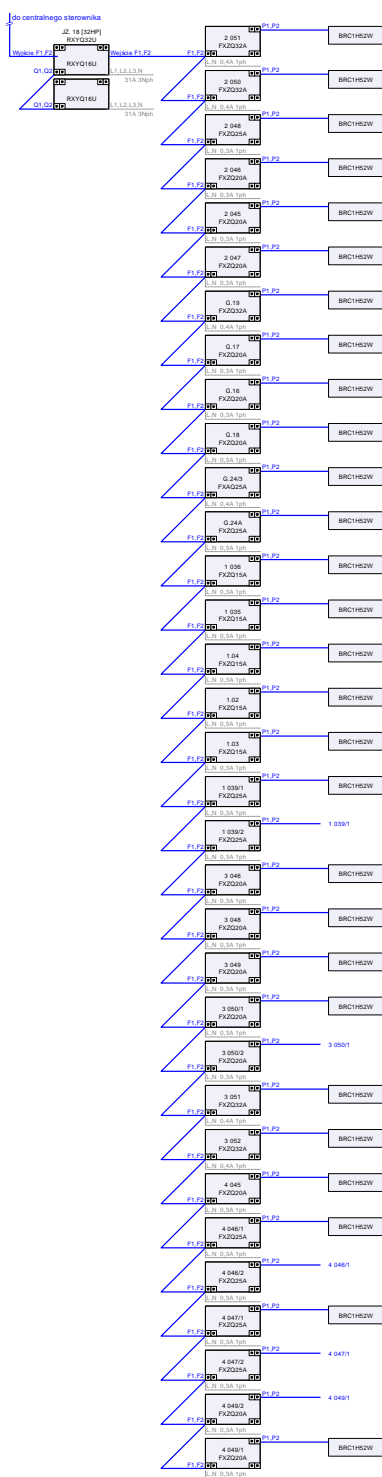 do centralnego sterownika
JZ. 18 [32HP]
RXYQ32U
Wyjście F1,F2
RXYQ16U
Wejście F1,F2
Q1,Q2
L1,L2,L3,N
31A 3Nph
RXYQ16U
L1,L2,L3,N
31A 3Nph
P1,P2
2 051
FXZQ32A
BRC1H52W
L,N 0,4A 1ph
P1,P2
2 050
FXZQ32A
BRC1H52W
F1,F2
L,N 0,4A 1ph
P1,P2
2 048
FXZQ25A
BRC1H52W
F1,F2
L,N 0,3A 1ph
P1,P2
2 046
FXZQ20A
BRC1H52W
F1,F2
L,N 0,3A 1ph
P1,P2
2 045
FXZQ20A
BRC1H52W
F1,F2
L,N 0,3A 1ph
P1,P2
2 047
FXZQ20A
BRC1H52W
F1,F2
L,N 0,3A 1ph
P1,P2
G.19
FXZQ32A
BRC1H52W
F1,F2
L,N 0,4A 1ph
P1,P2
G.17
FXZQ20A
BRC1H52W
F1,F2
L,N 0,3A 1ph
P1,P2
G.16
FXZQ20A
BRC1H52W
F1,F2
L,N 0,3A 1ph
P1,P2
G.18
FXZQ20A
BRC1H52W
F1,F2
L,N 0,3A 1ph
P1,P2
G.24/3
FXAQ25A
BRC1H52W
F1,F2
L,N 0,4A 1ph
P1,P2
G.24A
FXZQ25A
BRC1H52W
F1,F2
L,N 0,3A 1ph
P1,P2
1 036
FXZQ15A
BRC1H52W
F1,F2
L,N 0,3A 1ph
P1,P2
1 035
FXZQ15A
BRC1H52W
F1,F2
L,N 0,3A 1ph
P1,P2
1.04
FXZQ15A
BRC1H52W
F1,F2
L,N 0,3A 1ph
P1,P2
1.02
FXZQ15A
BRC1H52W
F1,F2
L,N 0,3A 1ph
P1,P2
1.03
FXZQ15A
BRC1H52W
F1,F2
L,N 0,3A 1ph
P1,P2
1 039/1
FXZQ25A
BRC1H52W
F1,F2
L,N 0,3A 1ph
P1,P2
1 039/2
FXZQ25A
1 039/1
F1,F2
L,N 0,3A 1ph
P1,P2
3 046
FXZQ20A
BRC1H52W
F1,F2
L,N 0,3A 1ph
P1,P2
3 048
FXZQ20A
BRC1H52W
F1,F2
L,N 0,3A 1ph
P1,P2
3 049
FXZQ20A
BRC1H52W
F1,F2
L,N 0,3A 1ph
P1,P2
3 050/1
FXZQ20A
BRC1H52W
F1,F2
L,N 0,3A 1ph
P1,P2
3 050/2
FXZQ20A
3 050/1
F1,F2
L,N 0,3A 1ph
P1,P2
3 051
FXZQ32A
BRC1H52W
F1,F2
L,N 0,4A 1ph
P1,P2
3 052
FXZQ32A
BRC1H52W
F1,F2
L,N 0,4A 1ph
P1,P2
4 045
FXZQ20A
BRC1H52W
F1,F2
L,N 0,3A 1ph
P1,P2
4 046/1
FXZQ25A
BRC1H52W
F1,F2
L,N 0,3A 1ph
P1,P2
4 046/2
FXZQ25A
4 046/1
F1,F2
L,N 0,3A 1ph
P1,P2
4 047/1
FXZQ25A
BRC1H52W
F1,F2
L,N 0,3A 1ph
P1,P2
4 047/2
FXZQ25A
4 047/1
F1,F2
L,N 0,3A 1ph
P1,P2
4 049/2
FXZQ20A
4 049/1
F1,F2
L,N 0,3A 1ph
P1,P2
4 049/1
FXZQ20A
BRC1H52W
F1,F2
L,N 0,3A 1ph